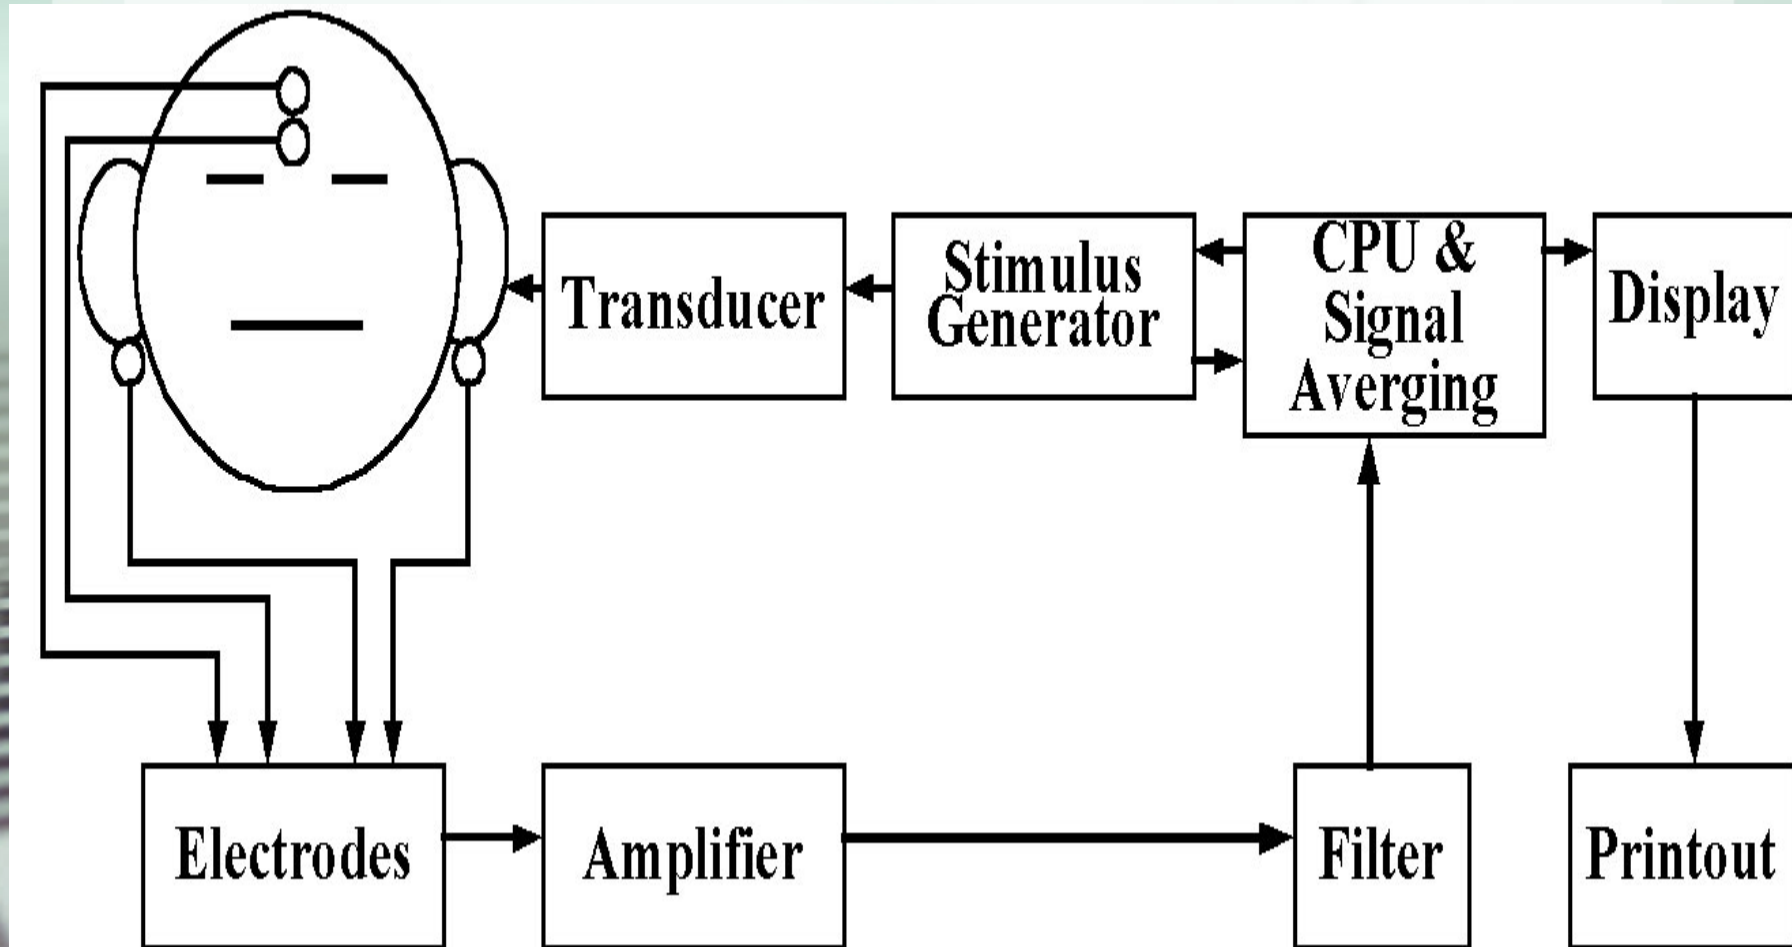 Transducer
Stimulus
Generator
CPU &
Signal
Averging
Display
Electrodes
Amplifier
Filter
Printout